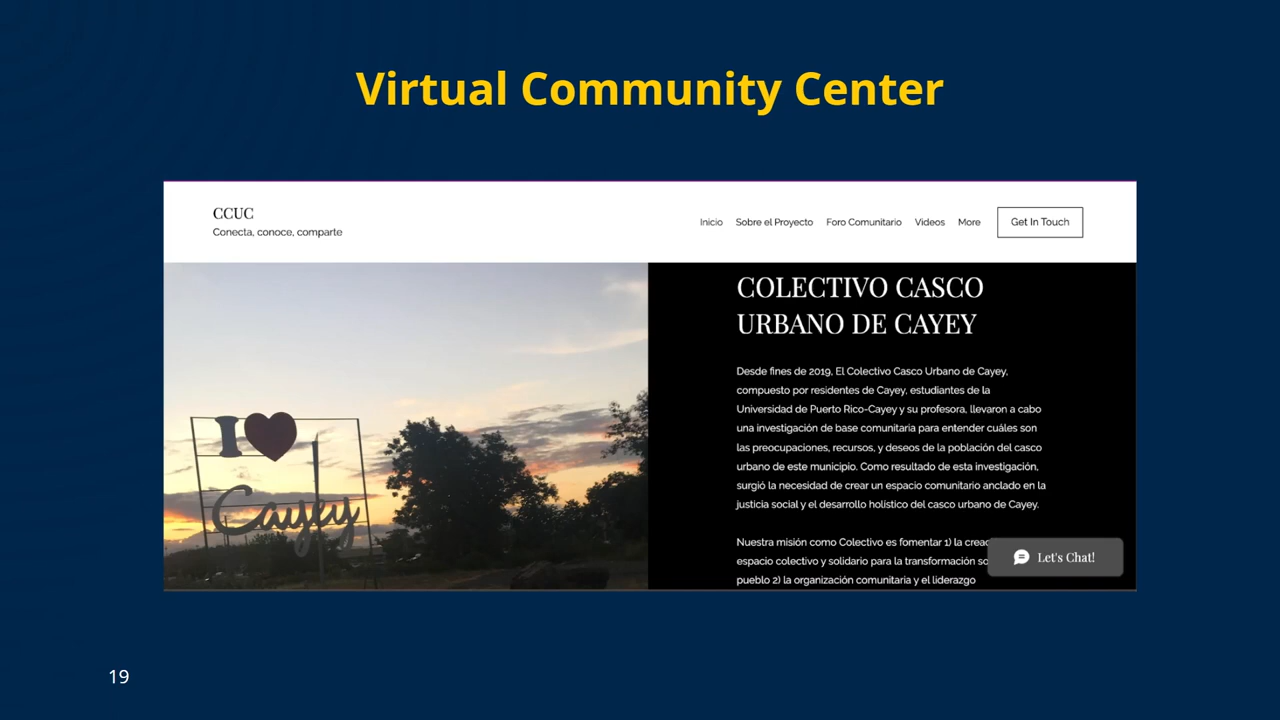 Virtual Community Center
CCUC
Conecta, conoce, comparte
Inicio Sobre el Proyecto Foro Comunitario Videos More Get In Touch
I
Cayey
COLECTIVO CASCO
URBANO DE CAYEY
Desde fines de 2019, El Colectivo Casco Urbano de Cayey,
compuesto por residentes de Cayey, estudiantes de la
Universidad de Puerto Rico-Cayey y su profesora, llevaron a cabo
una investigación de base comunitaria para entender cuáles son
las preocupaciones, recursos, y deseos de la población del casco
urbano de este municipio. Como resultado de esta investigación,
surgió la necesidad de crear un espacio comunitario anclado en la
justicia social y el desarrollo holístico del casco urbano de Cayey.
Nuestra misión como Colectivo es fomentar 1) la
espacio colectivo y solidario para la transformación
pueblo 2) la organización comunitaria y el liderazgo
Let's Chat!
19